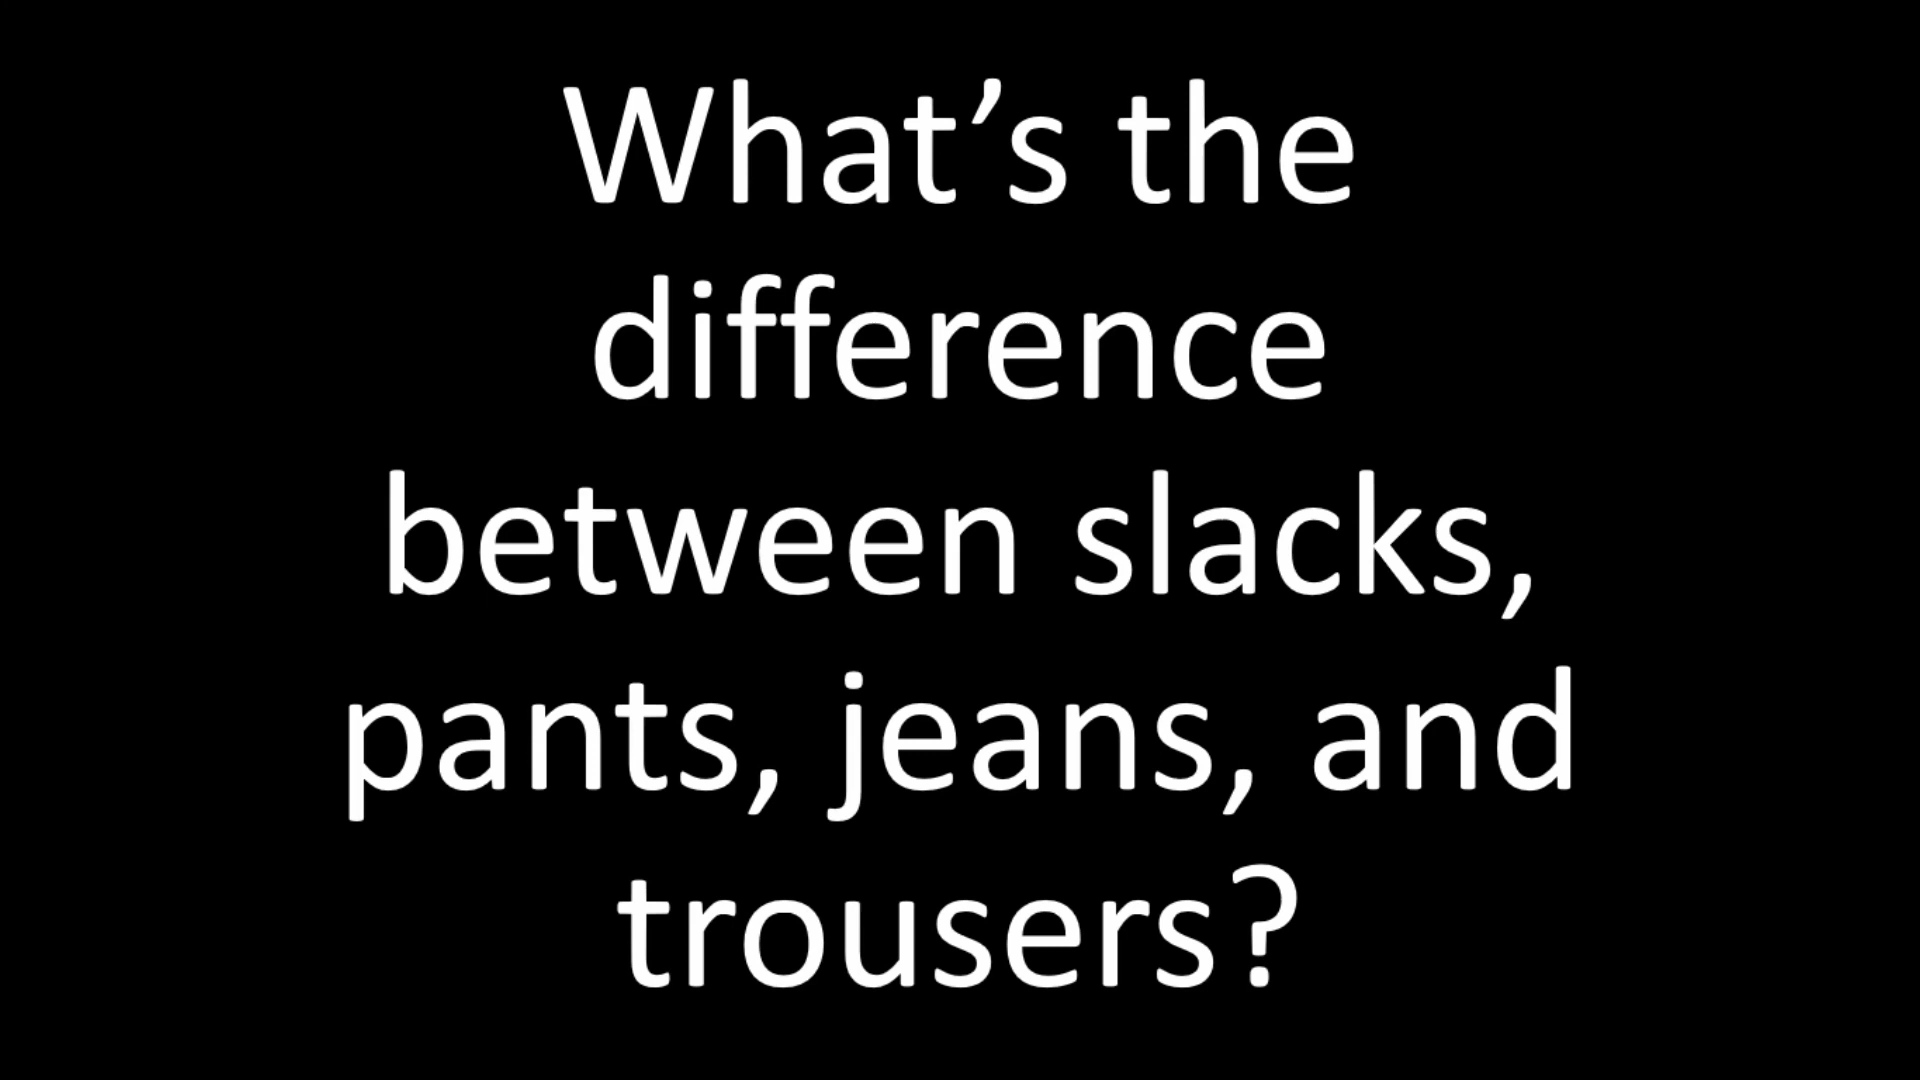 What’s the
difference
between slacks,
pants, jeans, and
trousers?